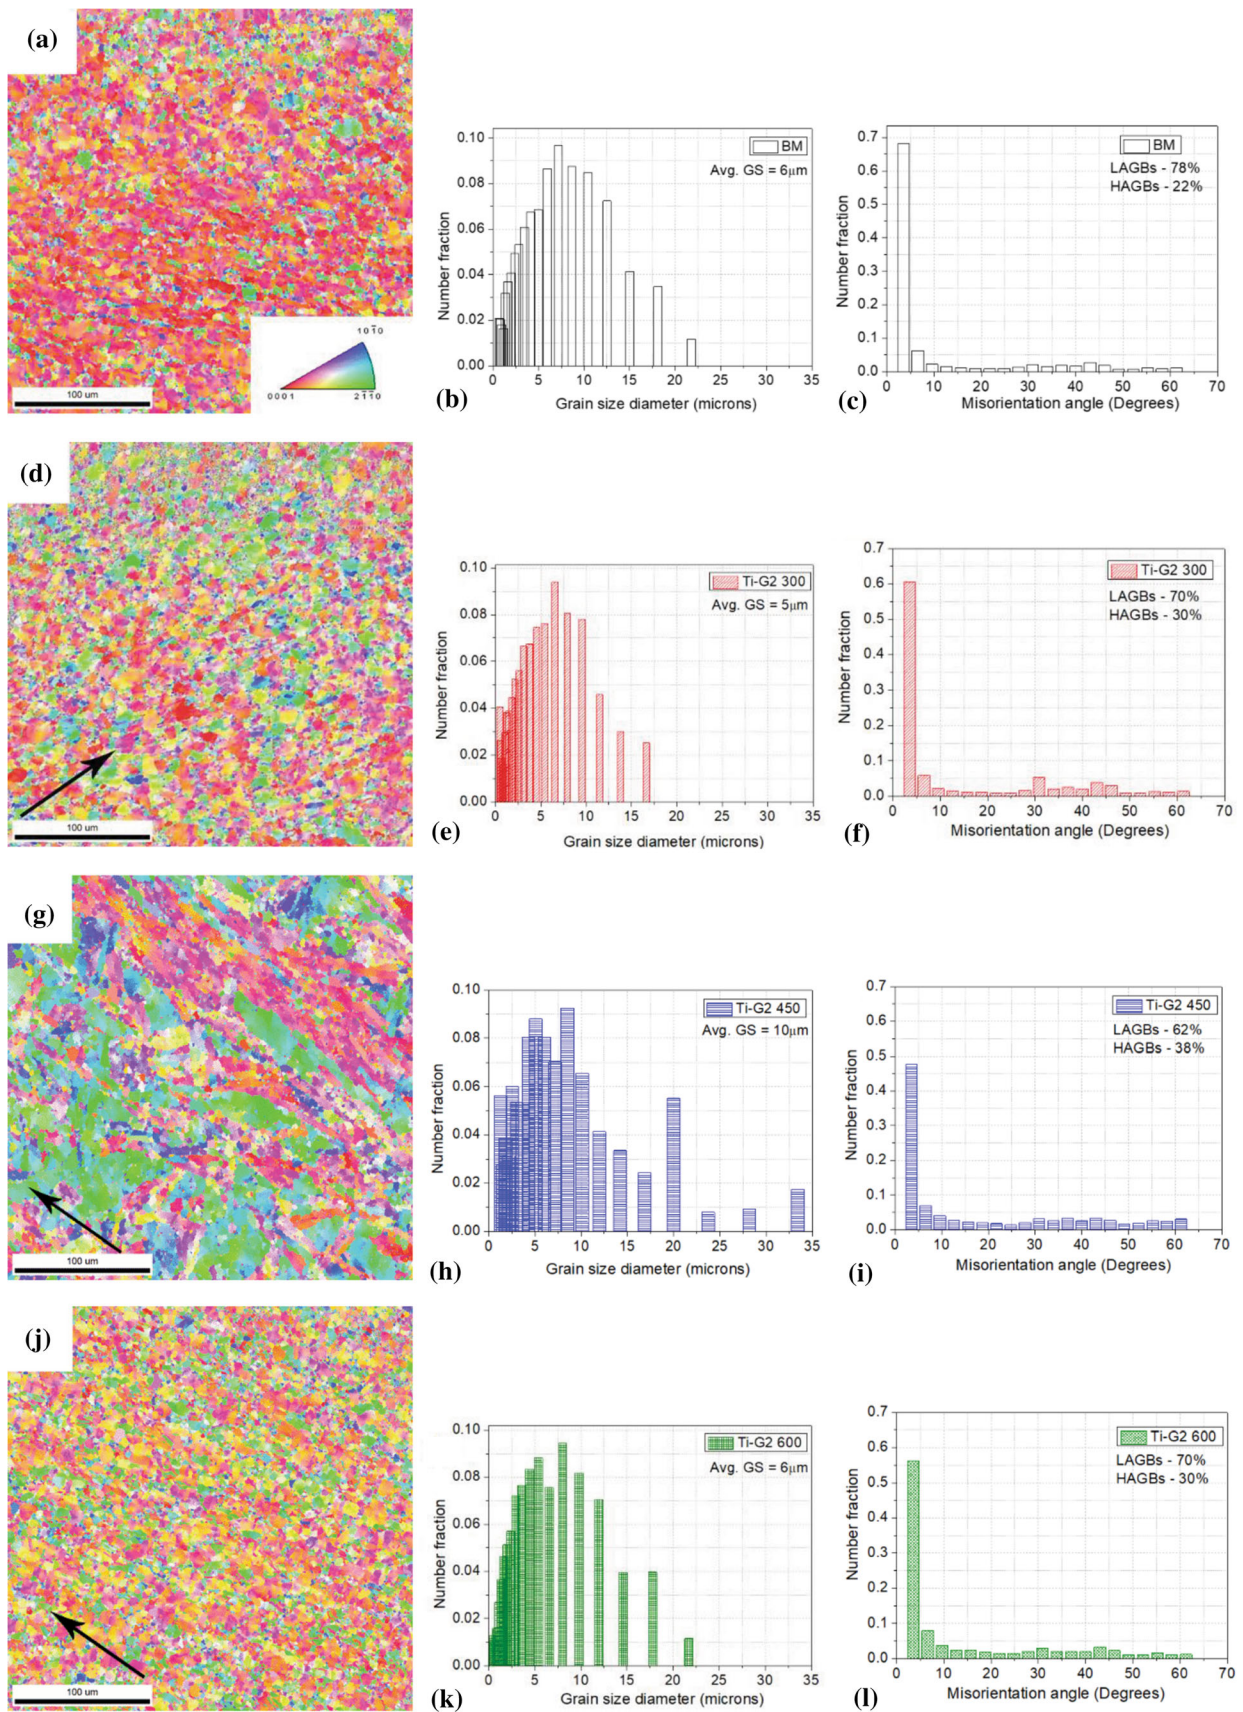 (a)
101̄0
0001
21̄1̄0
100 um
0.10
0.08
0.06
0.04
0.02
0.00
Number fraction
BM
Avg. GS = 6μm
0 5 10 15 20 25 30 35
Grain size diameter (microns)
(b)
0.7
0.6
0.5
0.4
0.3
0.2
0.1
0.0
Number fraction
BM
LAGBs - 78%
HAGBs - 22%
0 10 20 30 40 50 60 70
Misorientation angle (Degrees)
(c)
(d)
100 um
0.10
0.08
0.06
0.04
0.02
0.00
Number fraction
Ti-G2 300
Avg. GS = 5μm
0 5 10 15 20 25 30 35
Grain size diameter (microns)
(e)
0.7
0.6
0.5
0.4
0.3
0.2
0.1
0.0
Number fraction
Ti-G2 300
LAGBs - 70%
HAGBs - 30%
0 10 20 30 40 50 60 70
Misorientation angle (Degrees)
(f)
(g)
100 um
0.10
0.08
0.06
0.04
0.02
0.00
Number fraction
Ti-G2 450
Avg. GS = 10μm
0 5 10 15 20 25 30 35
Grain size diameter (microns)
(h)
0.7
0.6
0.5
0.4
0.3
0.2
0.1
0.0
Number fraction
Ti-G2 450
LAGBs - 62%
HAGBs - 38%
0 10 20 30 40 50 60 70
Misorientation angle (Degrees)
(i)
(j)
100 um
0.10
0.08
0.06
0.04
0.02
0.00
Number fraction
Ti-G2 600
Avg. GS = 6μm
0 5 10 15 20 25 30 35
Grain size diameter (microns)
(k)
0.7
0.6
0.5
0.4
0.3
0.2
0.1
0.0
Number fraction
Ti-G2 600
LAGBs - 70%
HAGBs - 30%
0 10 20 30 40 50 60 70
Misorientation angle (Degrees)
(l)